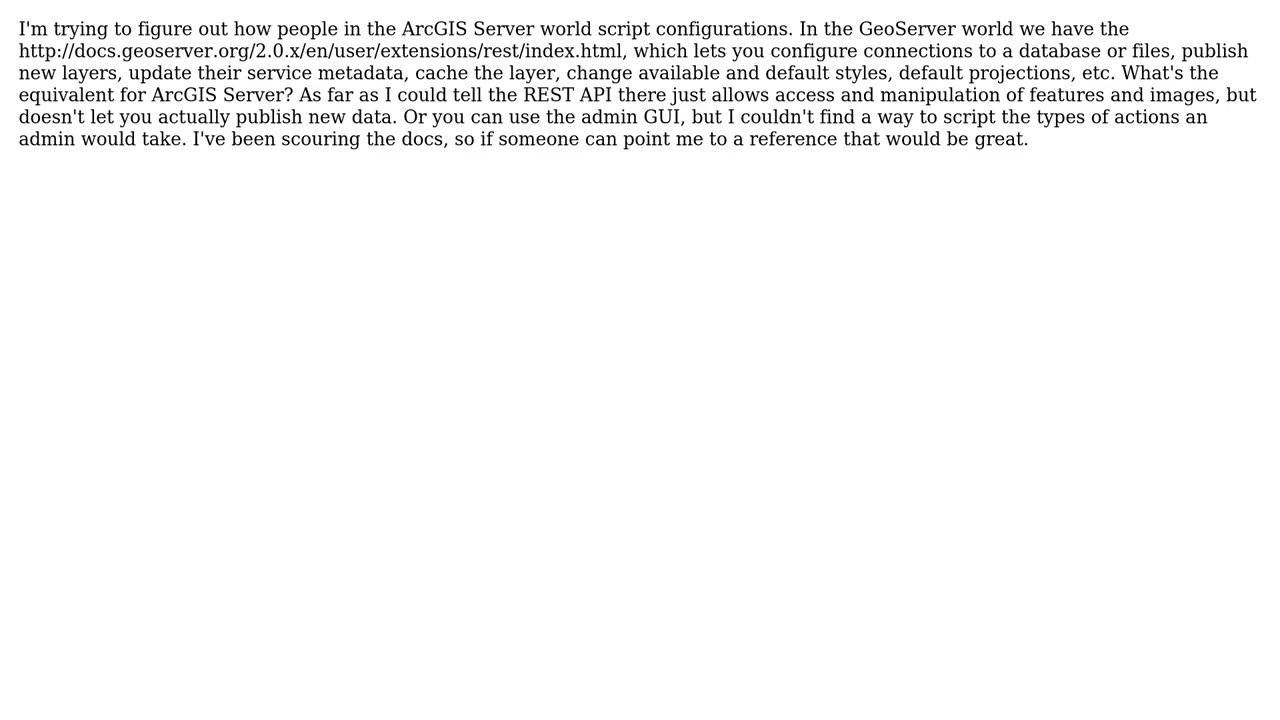 I'm trying to figure out how people in the ArcGIS Server world script configurations. In the GeoServer world we have the
http://docs.geoserver.org/2.0.x/en/user/extensions/rest/index.html, which lets you configure connections to a database or files, publish
new layers, update their service metadata, cache the layer, change available and default styles, default projections, etc. What's the
equivalent for ArcGIS Server? As far as I could tell the REST API there just allows access and manipulation of features and images, but
doesn't let you actually publish new data. Or you can use the admin GUI, but I couldn't find a way to script the types of actions an
admin would take. I've been scouring the docs, so if someone can point me to a reference that would be great.